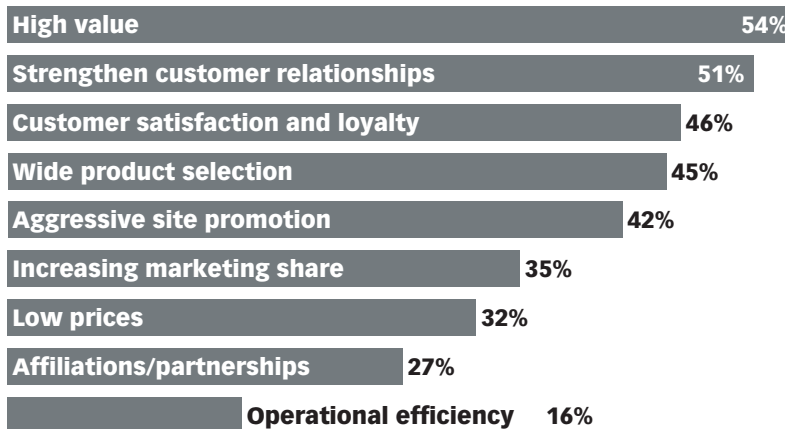 High value 54%
Strengthen customer relationships 51%
Customer satisfaction and loyalty 46%
Wide product selection 45%
Aggressive site promotion 42%
Increasing marketing share 35%
Low prices 32%
Affiliations/partnerships 27%
Operational efficiency 16%